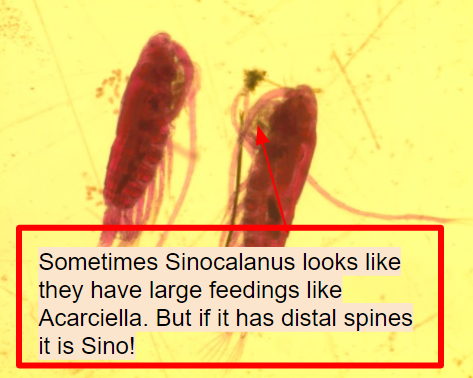 Sometimes Sinocalanus looks like
they have large feedings like
Acarciella. But if it has distal spines
it is Sino!